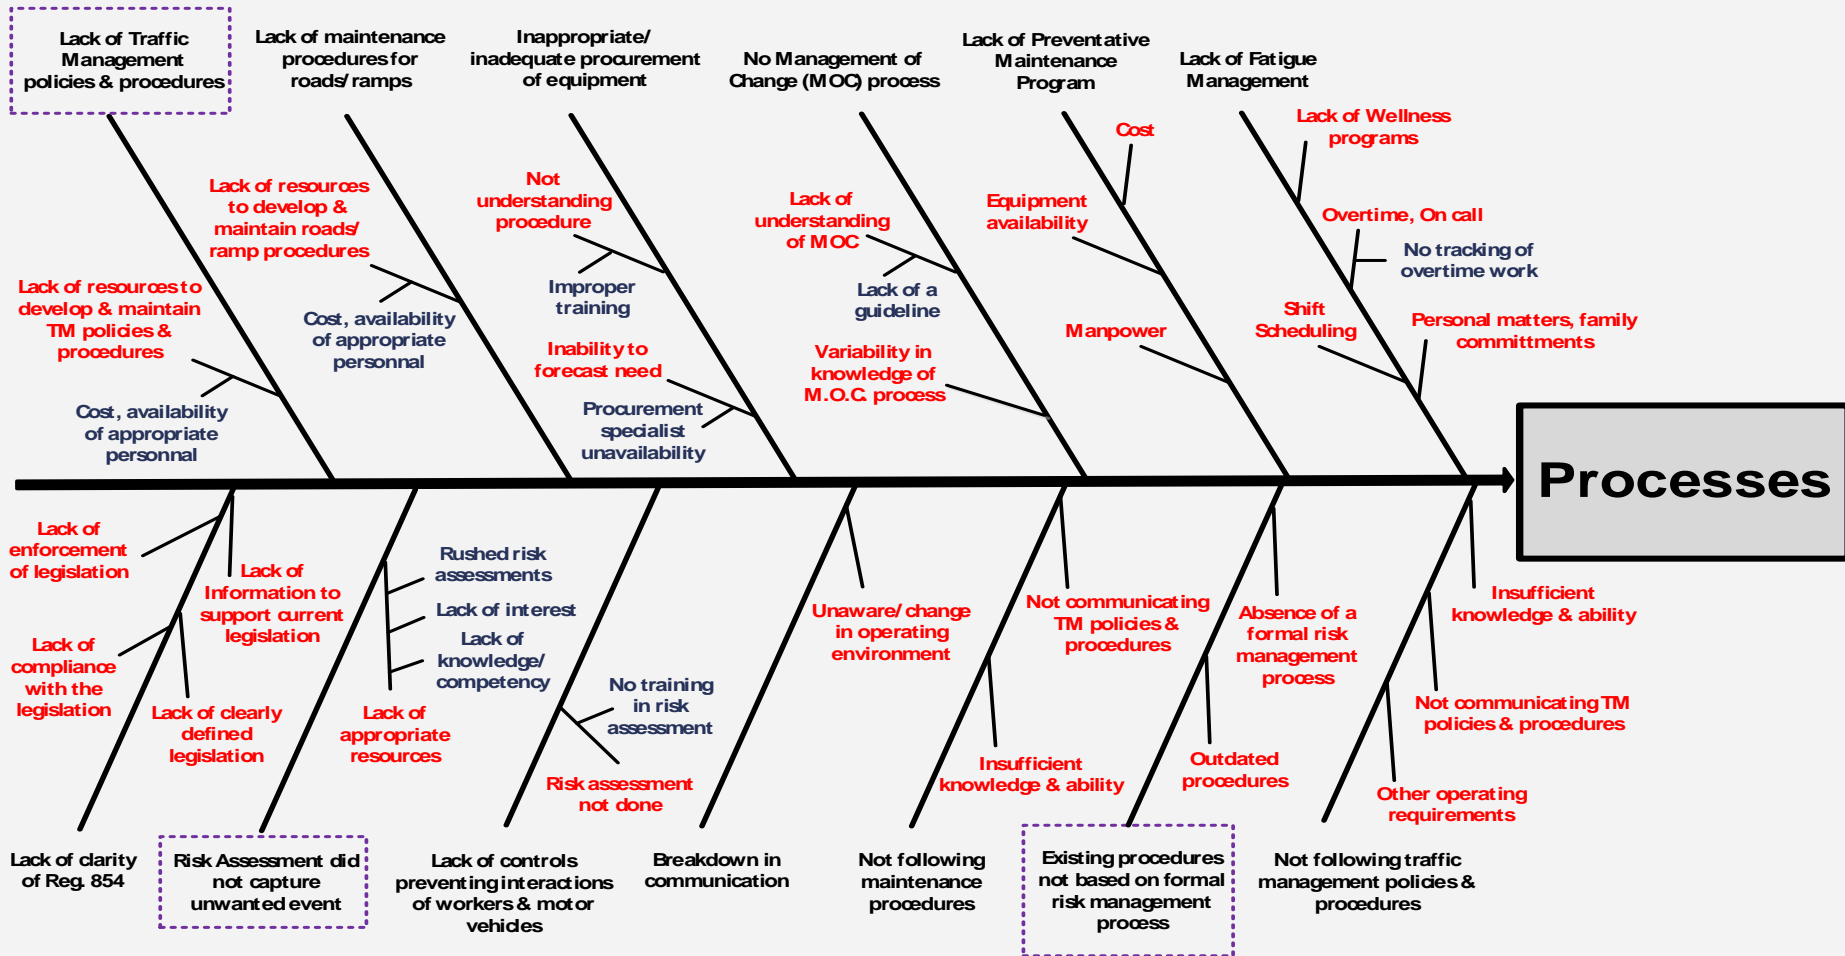 Lack of Traffic
Management
policies & procedures
Lack of maintenance
procedures for
roads/ ramps
Inappropriate/
inadequate procurement
of equipment
No Management of
Change (MOC) process
Lack of Preventative
Maintenance
Program
Lack of Fatigue
Management
Lack of resources to
develop & maintain
TM policies &
procedures
Cost, availability
of appropriate
personnal
Lack of resources
to develop &
maintain roads/
ramp procedures
Cost, availability
of appropriate
personnal
Not
understanding
procedure
Improper
training
Inability to
forecast need
Procurement
specialist
unavailability
Lack of
understanding
of MOC
Lack of a
guideline
Variability in
knowledge of
M.O.C. process
Cost
Equipment
availability
Manpower
Lack of Wellness
programs
Overtime, On call
No tracking of
overtime work
Shift
Scheduling
Personal matters, family
committments
Processes
Lack of
enforcement
of legislation
Lack of
Information to
support current
legislation
Lack of
compliance
with the
legislation
Lack of clearly
defined
legislation
Rushed risk
assessments
Lack of interest
Lack of
knowledge/
competency
Lack of
appropriate
resources
No training
in risk
assessment
Risk assessment
not done
Unaware/ change
in operating
environment
Not communicating
TM policies &
procedures
Insufficient
knowledge & ability
Absence of a
formal risk
management
process
Outdated
procedures
Insufficient
knowledge & ability
Not communicating TM
policies & procedures
Other operating
requirements
Lack of clarity
of Reg. 854
Risk Assessment did
not capture
unwanted event
Lack of controls
preventing interactions
of workers & motor
vehicles
Breakdown in
communication
Not following
maintenance
procedures
Existing procedures
not based on formal
risk management
process
Not following traffic
management policies &
procedures